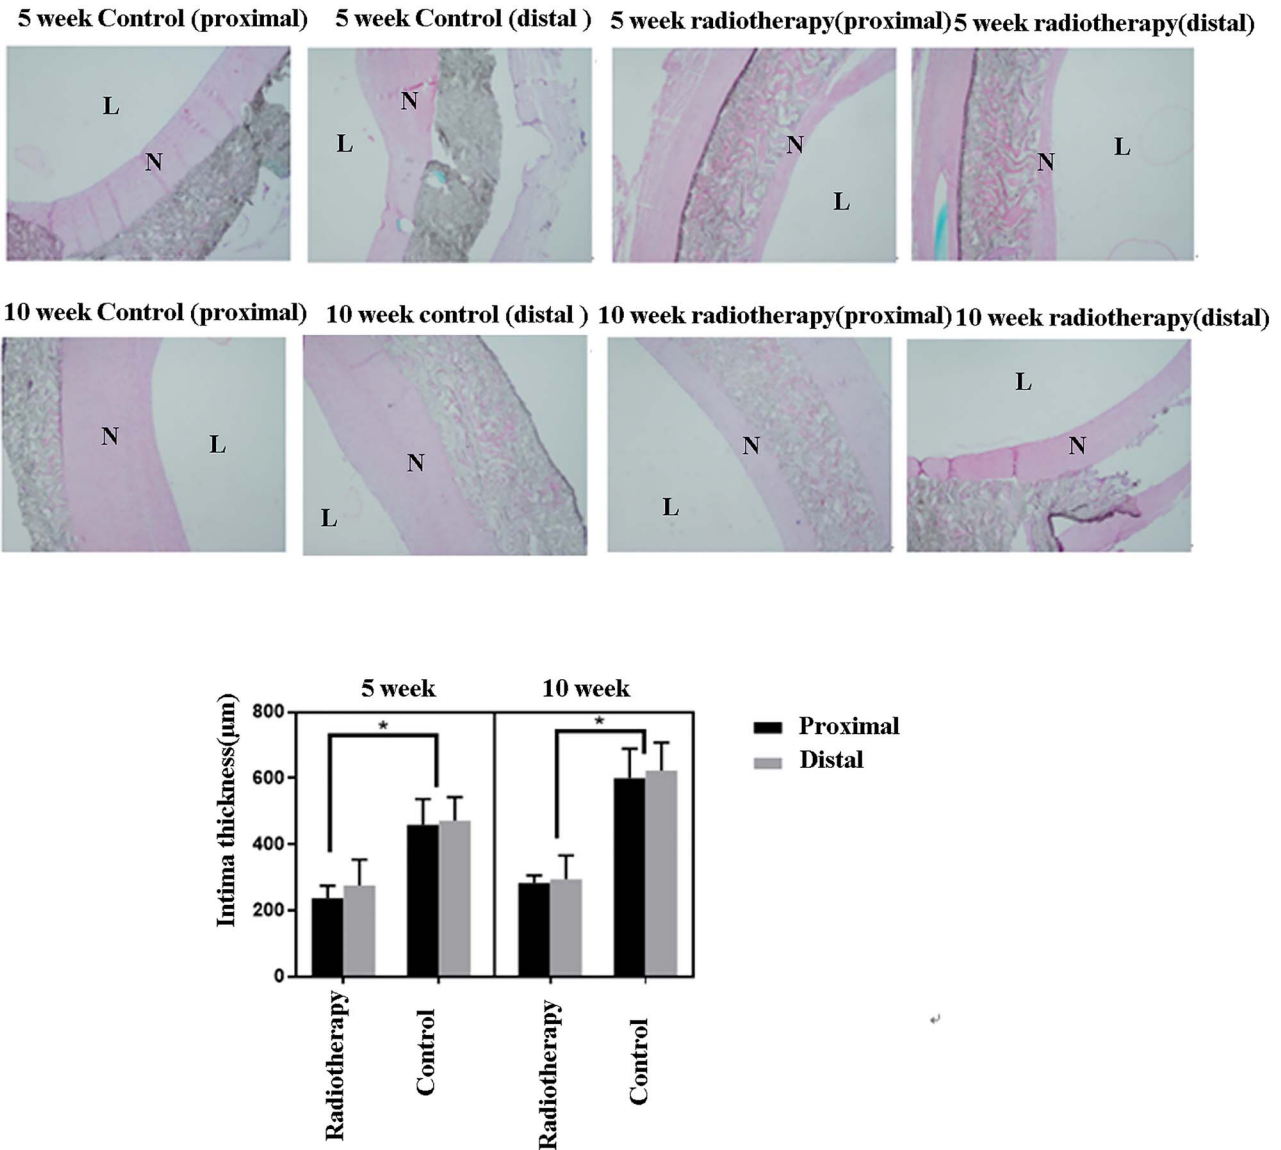 5 week Control (proximal)
5 week Control (distal )
5 week radiotherapy(proximal)
5 week radiotherapy(distal)
L
N
N
L
N
L
N
L
10 week Control (proximal)
10 week control (distal )
10 week radiotherapy(proximal)
10 week radiotherapy(distal)
N
L
N
L
N
L
L
N
5 week
10 week
Intima thickness(μm)
800
600
400
200
0
*
*
Proximal
Distal
Radiotherapy
Control
Radiotherapy
Control